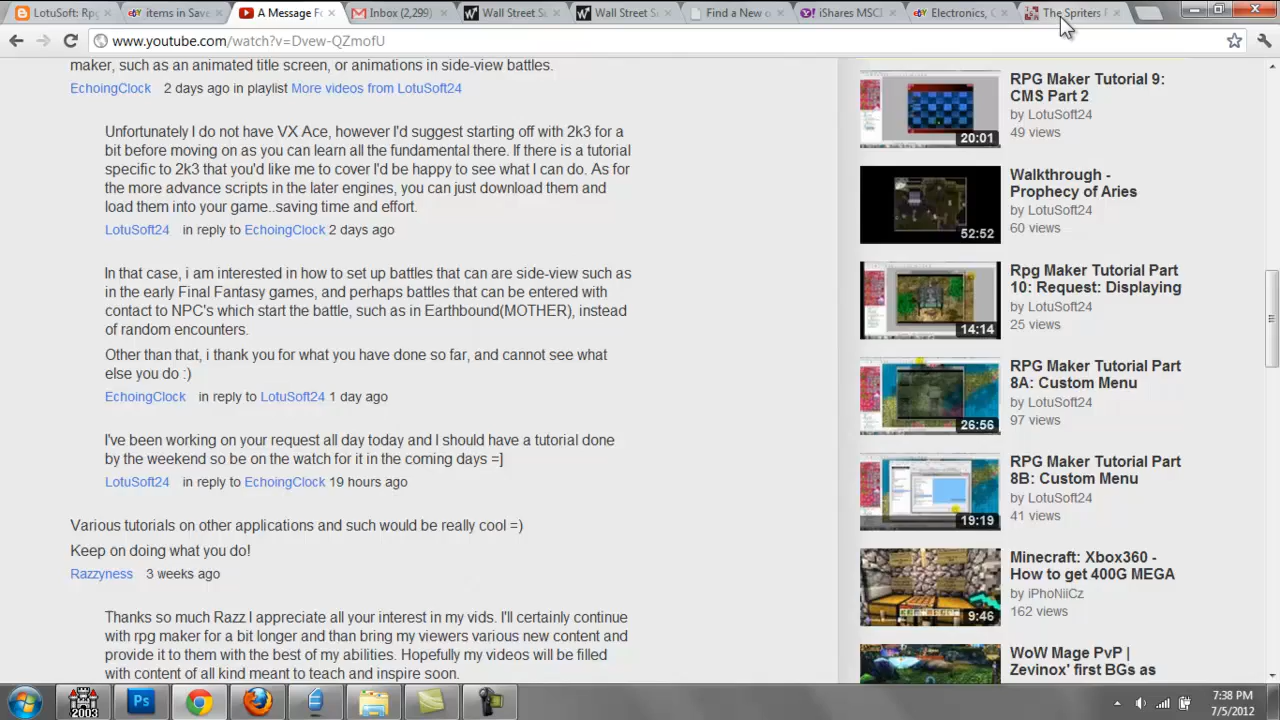 LotuSoft: Rp
items in Save
A Message F
Inbox (2,299)
Wall Street S
Wall Street S
Find a New o
iShares MSC
Electronics, C
The Spriters
www.youtube.com/watch?v=Dvew-QZmofU
maker, such as an animated title screen, or animations in side-view battles.
EchoingClock 2 days ago in playlist More videos from LotuSoft24
Unfortunately I do not have VX Ace, however I'd suggest starting off with 2k3 for a
bit before moving on as you can learn all the fundamental there. If there is a tutorial
specific to 2k3 that you'd like me to cover I'd be happy to see what I can do. As for
the more advance scripts in the later engines, you can just download them and
load them into your game..saving time and effort.
LotuSoft24 in reply to EchoingClock 2 days ago
In that case, i am interested in how to set up battles that can are side-view such as
in the early Final Fantasy games, and perhaps battles that can be entered with
contact to NPC's which start the battle, such as in Earthbound(MOTHER), instead
of random encounters.
Other than that, i thank you for what you have done so far, and cannot see what
else you do :)
EchoingClock in reply to LotuSoft24 1 day ago
I've been working on your request all day today and I should have a tutorial done
by the weekend so be on the watch for it in the coming days =]
LotuSoft24 in reply to EchoingClock 19 hours ago
Various tutorials on other applications and such would be really cool =)
Keep on doing what you do!
Razzyness 3 weeks ago
Thanks so much Razz I appreciate all your interest in my vids, I'll certainly continue
with rpg maker for a bit longer and than bring my viewers various new content and
provide it to them with the best of my abilities. Hopefully my videos will be filled
with content of all kind meant to teach and inspire soon.
RPG Maker Tutorial 9:
CMS Part 2
by LotuSoft24
49 views
20:01
Walkthrough -
Prophecy of Aries
by LotuSoft24
60 views
52:52
Rpg Maker Tutorial Part
10: Request: Displaying
by LotuSoft24
25 views
14:14
RPG Maker Tutorial Part
8A: Custom Menu
by LotuSoft24
97 views
26:56
RPG Maker Tutorial Part
8B: Custom Menu
by LotuSoft24
41 views
19:19
Minecraft: Xbox360 -
How to get 400G MEGA
by iPhoNiiCz
162 views
9:46
WoW Mage PvP |
Zevinox' first BGs as
2003
Ps
7:38 PM
7/5/2012